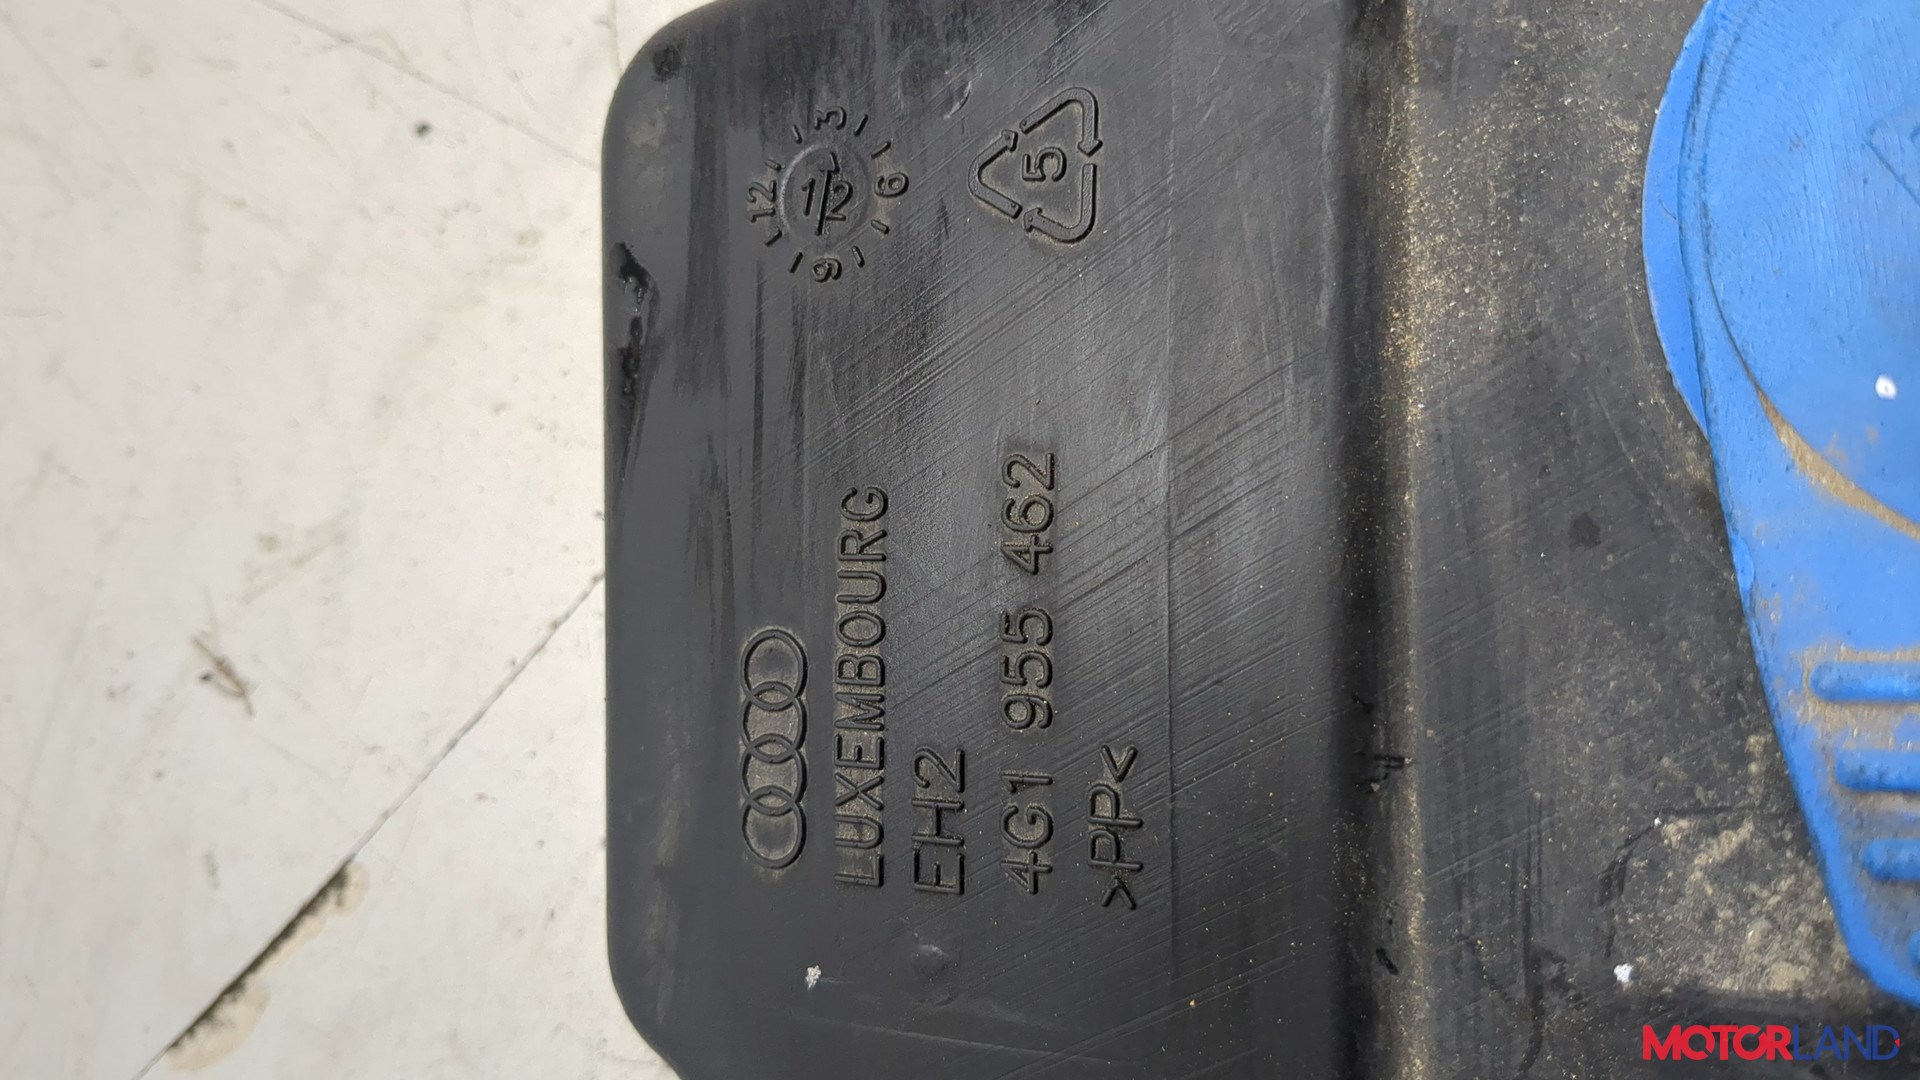 LUXEMBOURG
EH2
4G1 955 462
>PP<
12 3 6 9
1/2
5
MOTORLAND